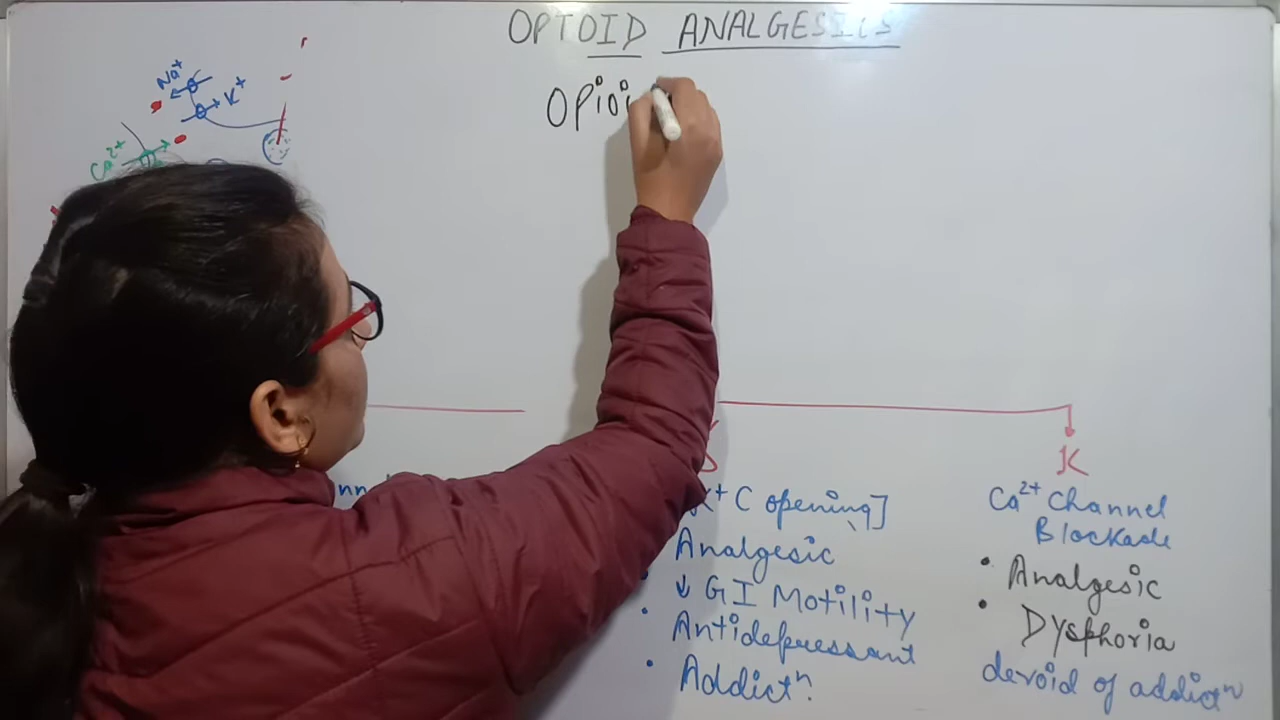 OPIOID ANALGESICS
Opioi
Na+
K+
Ca2+
K
K+ C opening]
Analgesic
↓ GI Motility
Antidepressant
Addictⁿ.
Ca2+ Channel
Blockade
• Analgesic
• Dysphoria
devoid of addictⁿ